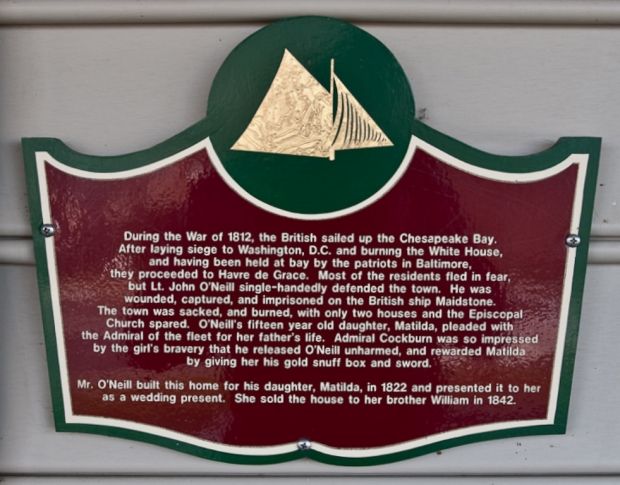 During the War of 1812, the British sailed up the Chesapeake Bay.
After laying siege to Washington, D.C. and burning the White House,
and having been held at bay by the patriots in Baltimore,
they proceeded to Havre de Grace. Most of the residents fled in fear,
but Lt. John O'Neill single-handedly defended the town. He was
wounded, captured, and imprisoned on the British ship Maidstone.
The town was sacked, and burned, with only two houses and the Episcopal
Church spared. O'Neill's fifteen year old daughter, Matilda, pleaded with
the Admiral of the fleet for her father's life. Admiral Cockburn was so impressed
by the girl's bravery that he released O'Neill unharmed, and rewarded Matilda
by giving her his gold snuff box and sword.
Mr. O'Neill built this home for his daughter, Matilda, in 1822 and presented it to her
as a wedding present. She sold the house to her brother William in 1842.